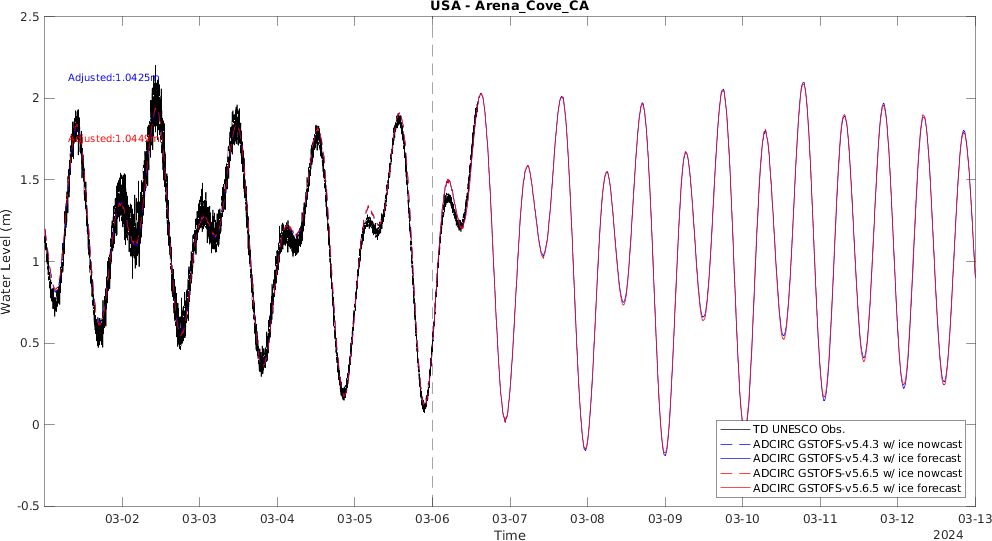 USA - Arena_Cove_CA
2.5
2
1.5
1
0.5
0
-0.5
Water Level (m)
Adjusted:1.0425m
Adjusted:1.0449m
TD UNESCO Obs.
ADCIRC GSTOFS-v5.4.3 w/ ice nowcast
ADCIRC GSTOFS-v5.4.3 w/ ice forecast
ADCIRC GSTOFS-v5.6.5 w/ ice nowcast
ADCIRC GSTOFS-v5.6.5 w/ ice forecast
03-02 03-03 03-04 03-05 03-06 03-07 03-08 03-09 03-10 03-11 03-12 03-13
Time
2024